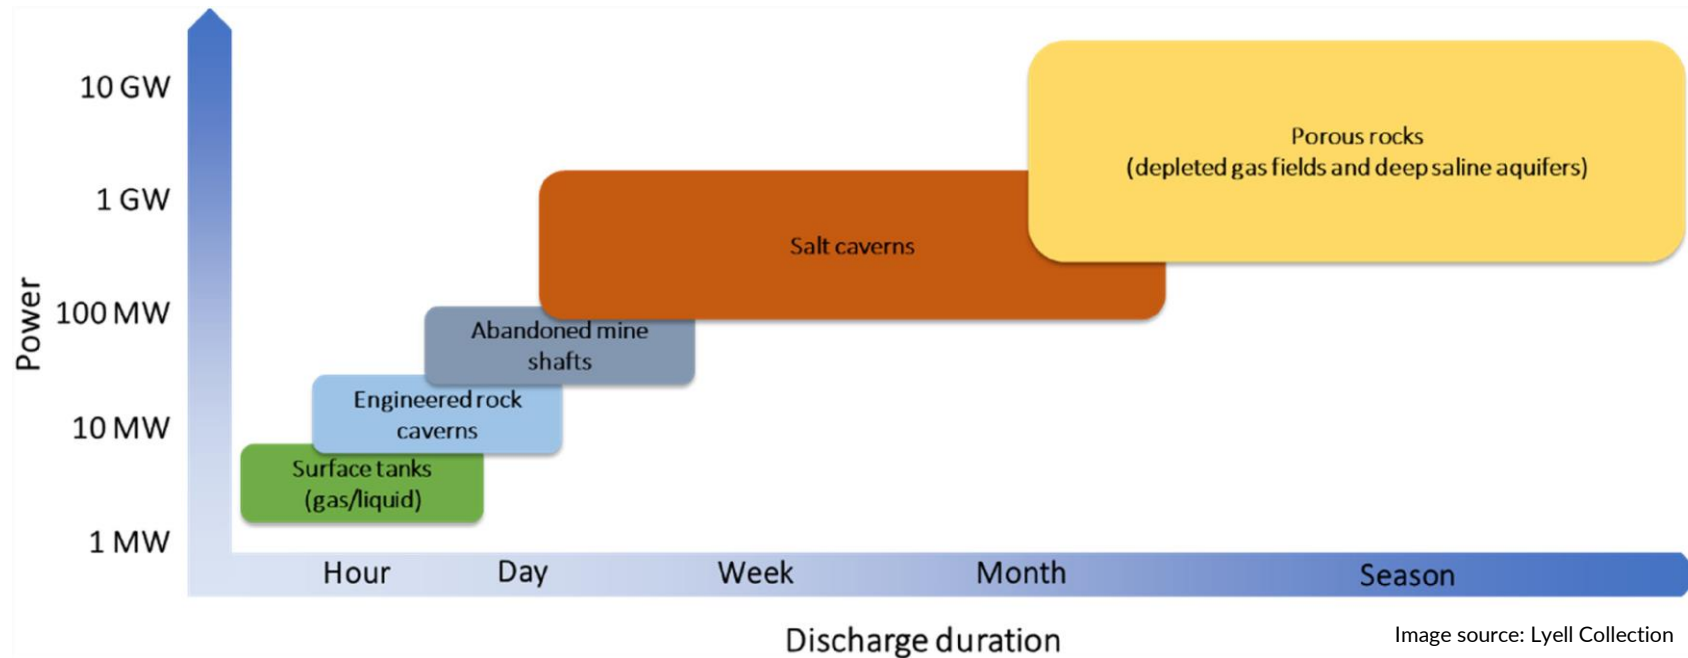 10 GW
1 GW
100 MW
10 MW
1 MW
Power
Porous rocks
(depleted gas fields and deep saline aquifers)
Salt caverns
Abandoned mine
shafts
Engineered rock
caverns
Surface tanks
(gas/liquid)
Hour Day Week Month Season
Discharge duration
Image source: Lyell Collection